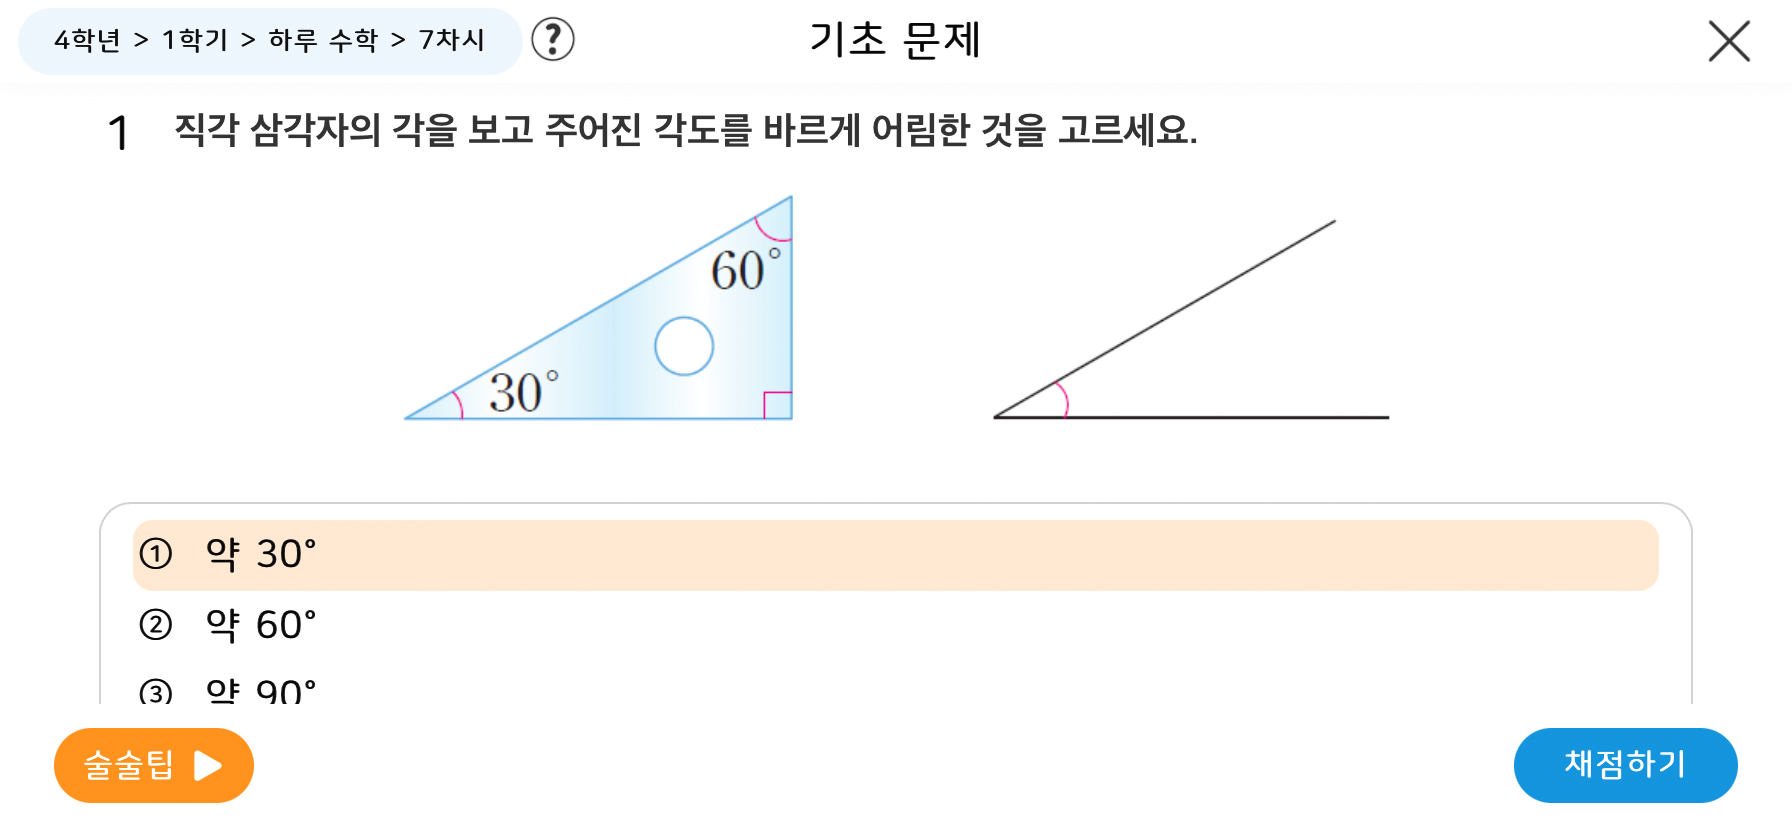 4학년 > 1학기 > 하루 수학 > 7차시
?
기초 문제
1 직각 삼각자의 각을 보고 주어진 각도를 바르게 어림한 것을 고르세요.
60°
30°
① 약 30°
② 약 60°
③ 약 90°
술술팁
채점하기